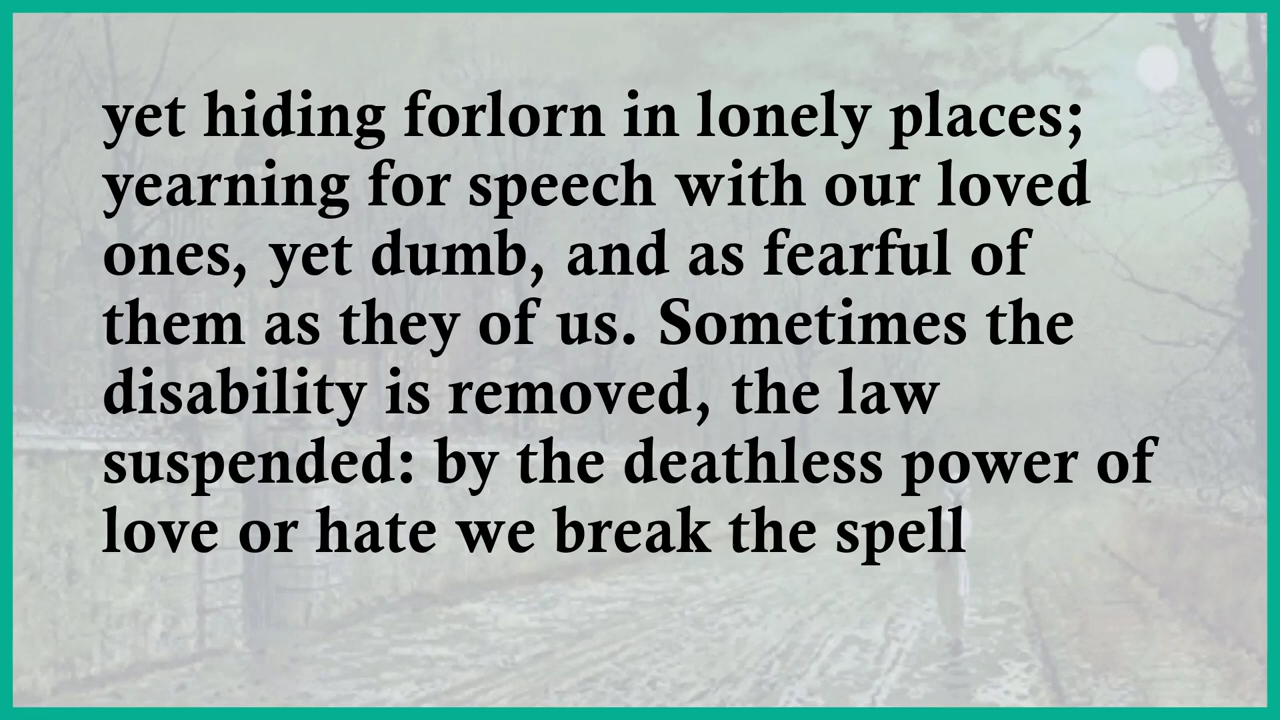 yet hiding forlorn in lonely places;
yearning for speech with our loved
ones, yet dumb, and as fearful of
them as they of us. Sometimes the
disability is removed, the law
suspended: by the deathless power of
love or hate we break the spell